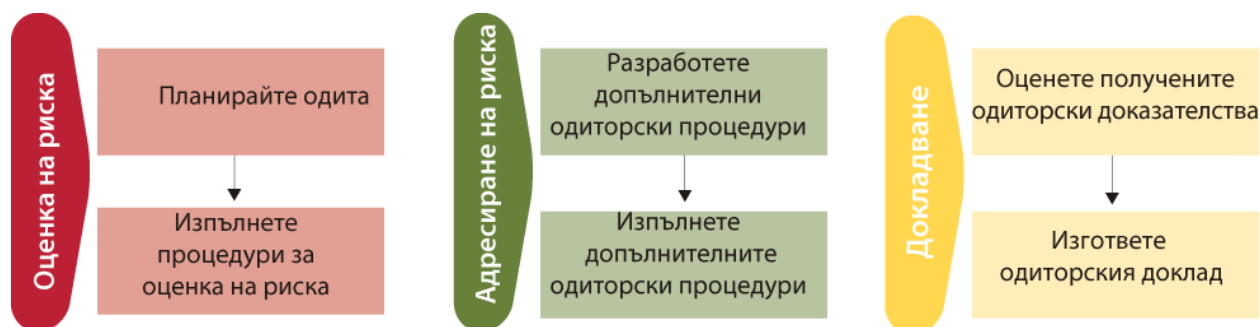 Оценка на риска
Планирайте одита
Изпълнете
процедури за
оценка на риска
Адресиране на риска
Разработете
допълнителни
одиторски процедури
Изпълнете
допълнителните
одиторски процедури
Докладване
Оценете получените
одиторски доказателства
Изгответе
одиторския доклад